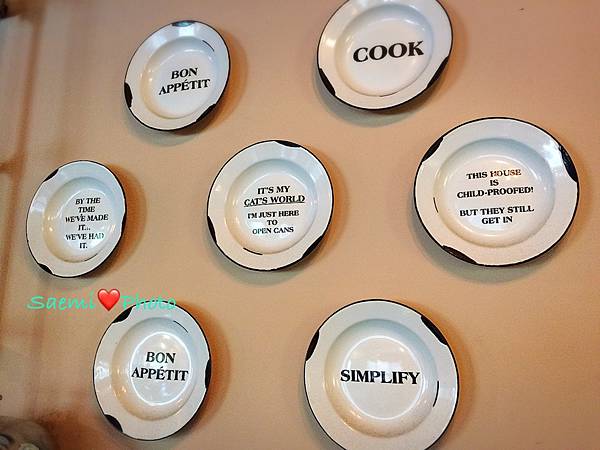 BON
APPÉTIT
COOK
BY THE
TIME
WE'VE MADE
IT...
WE'VE HAD
IT.
IT'S MY
CAT'S WORLD
I'M JUST HERE
TO
OPEN CANS
THIS HOUSE
IS
CHILD-PROOFED!
BUT THEY STILL
GET IN
Saemi❤Photo
BON
APPÉTIT
SIMPLIFY